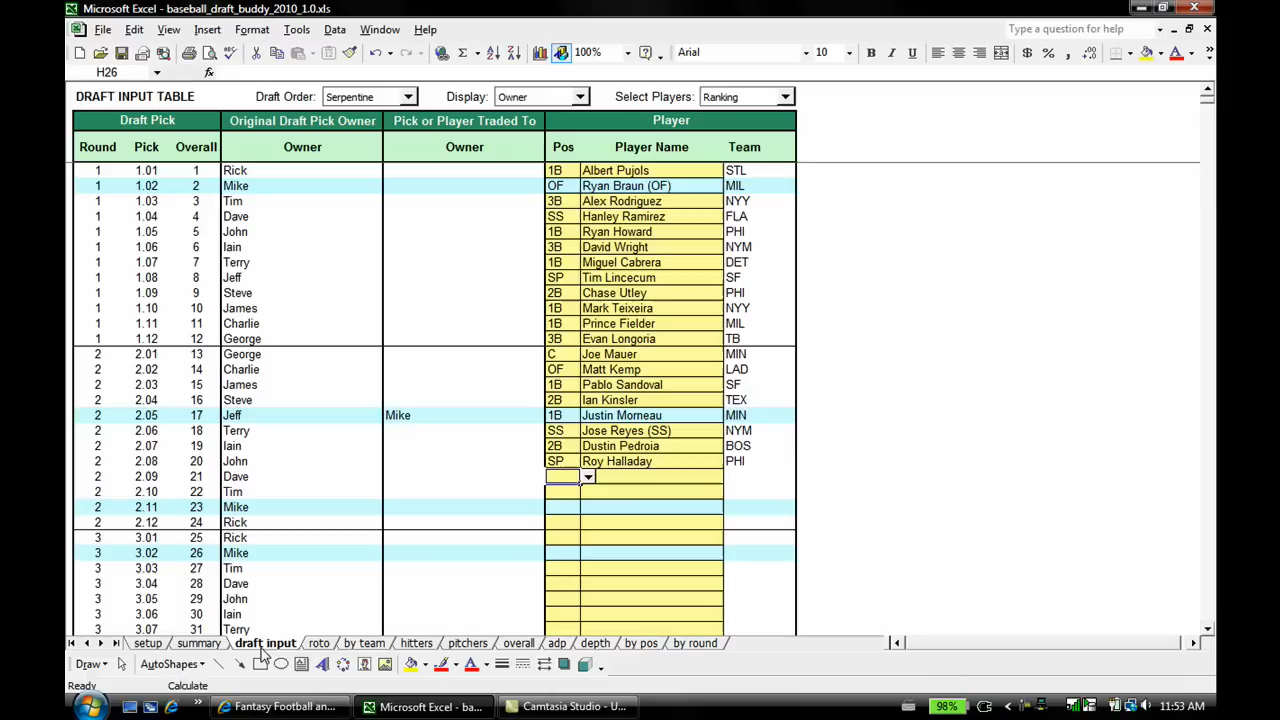 Microsoft Excel - baseball_draft_buddy_2010_1.0.xls
File Edit View Insert Format Tools Data Window Help Type a question for help
100% Arial 10 B I U $ % ,
H26 fx
DRAFT INPUT TABLE Draft Order: Serpentine Display: Owner Select Players: Ranking
Draft Pick Original Draft Pick Owner Pick or Player Traded To Player
Round Pick Overall Owner Owner Pos Player Name Team
1 1.01 1 Rick 1B Albert Pujols STL
1 1.02 2 Mike OF Ryan Braun (OF) MIL
1 1.03 3 Tim 3B Alex Rodriguez NYY
1 1.04 4 Dave SS Hanley Ramirez FLA
1 1.05 5 John 1B Ryan Howard PHI
1 1.06 6 Iain 3B David Wright NYM
1 1.07 7 Terry 1B Miguel Cabrera DET
1 1.08 8 Jeff SP Tim Lincecum SF
1 1.09 9 Steve 2B Chase Utley PHI
1 1.10 10 James 1B Mark Teixeira NYY
1 1.11 11 Charlie 1B Prince Fielder MIL
1 1.12 12 George 3B Evan Longoria TB
2 2.01 13 George C Joe Mauer MIN
2 2.02 14 Charlie OF Matt Kemp LAD
2 2.03 15 James 1B Pablo Sandoval SF
2 2.04 16 Steve 2B Ian Kinsler TEX
2 2.05 17 Jeff Mike 1B Justin Morneau MIN
2 2.06 18 Terry SS Jose Reyes (SS) NYM
2 2.07 19 Iain 2B Dustin Pedroia BOS
2 2.08 20 John SP Roy Halladay PHI
2 2.09 21 Dave
2 2.10 22 Tim
2 2.11 23 Mike
2 2.12 24 Rick
3 3.01 25 Rick
3 3.02 26 Mike
3 3.03 27 Tim
3 3.04 28 Dave
3 3.05 29 John
3 3.06 30 Iain
3 3.07 31 Terry
setup summary draft input roto by team hitters pitchers overall adp depth by pos by round
Draw AutoShapes
Ready Calculate
Fantasy Football an... Microsoft Excel - ba... Camtasia Studio - U... 98% 11:53 AM